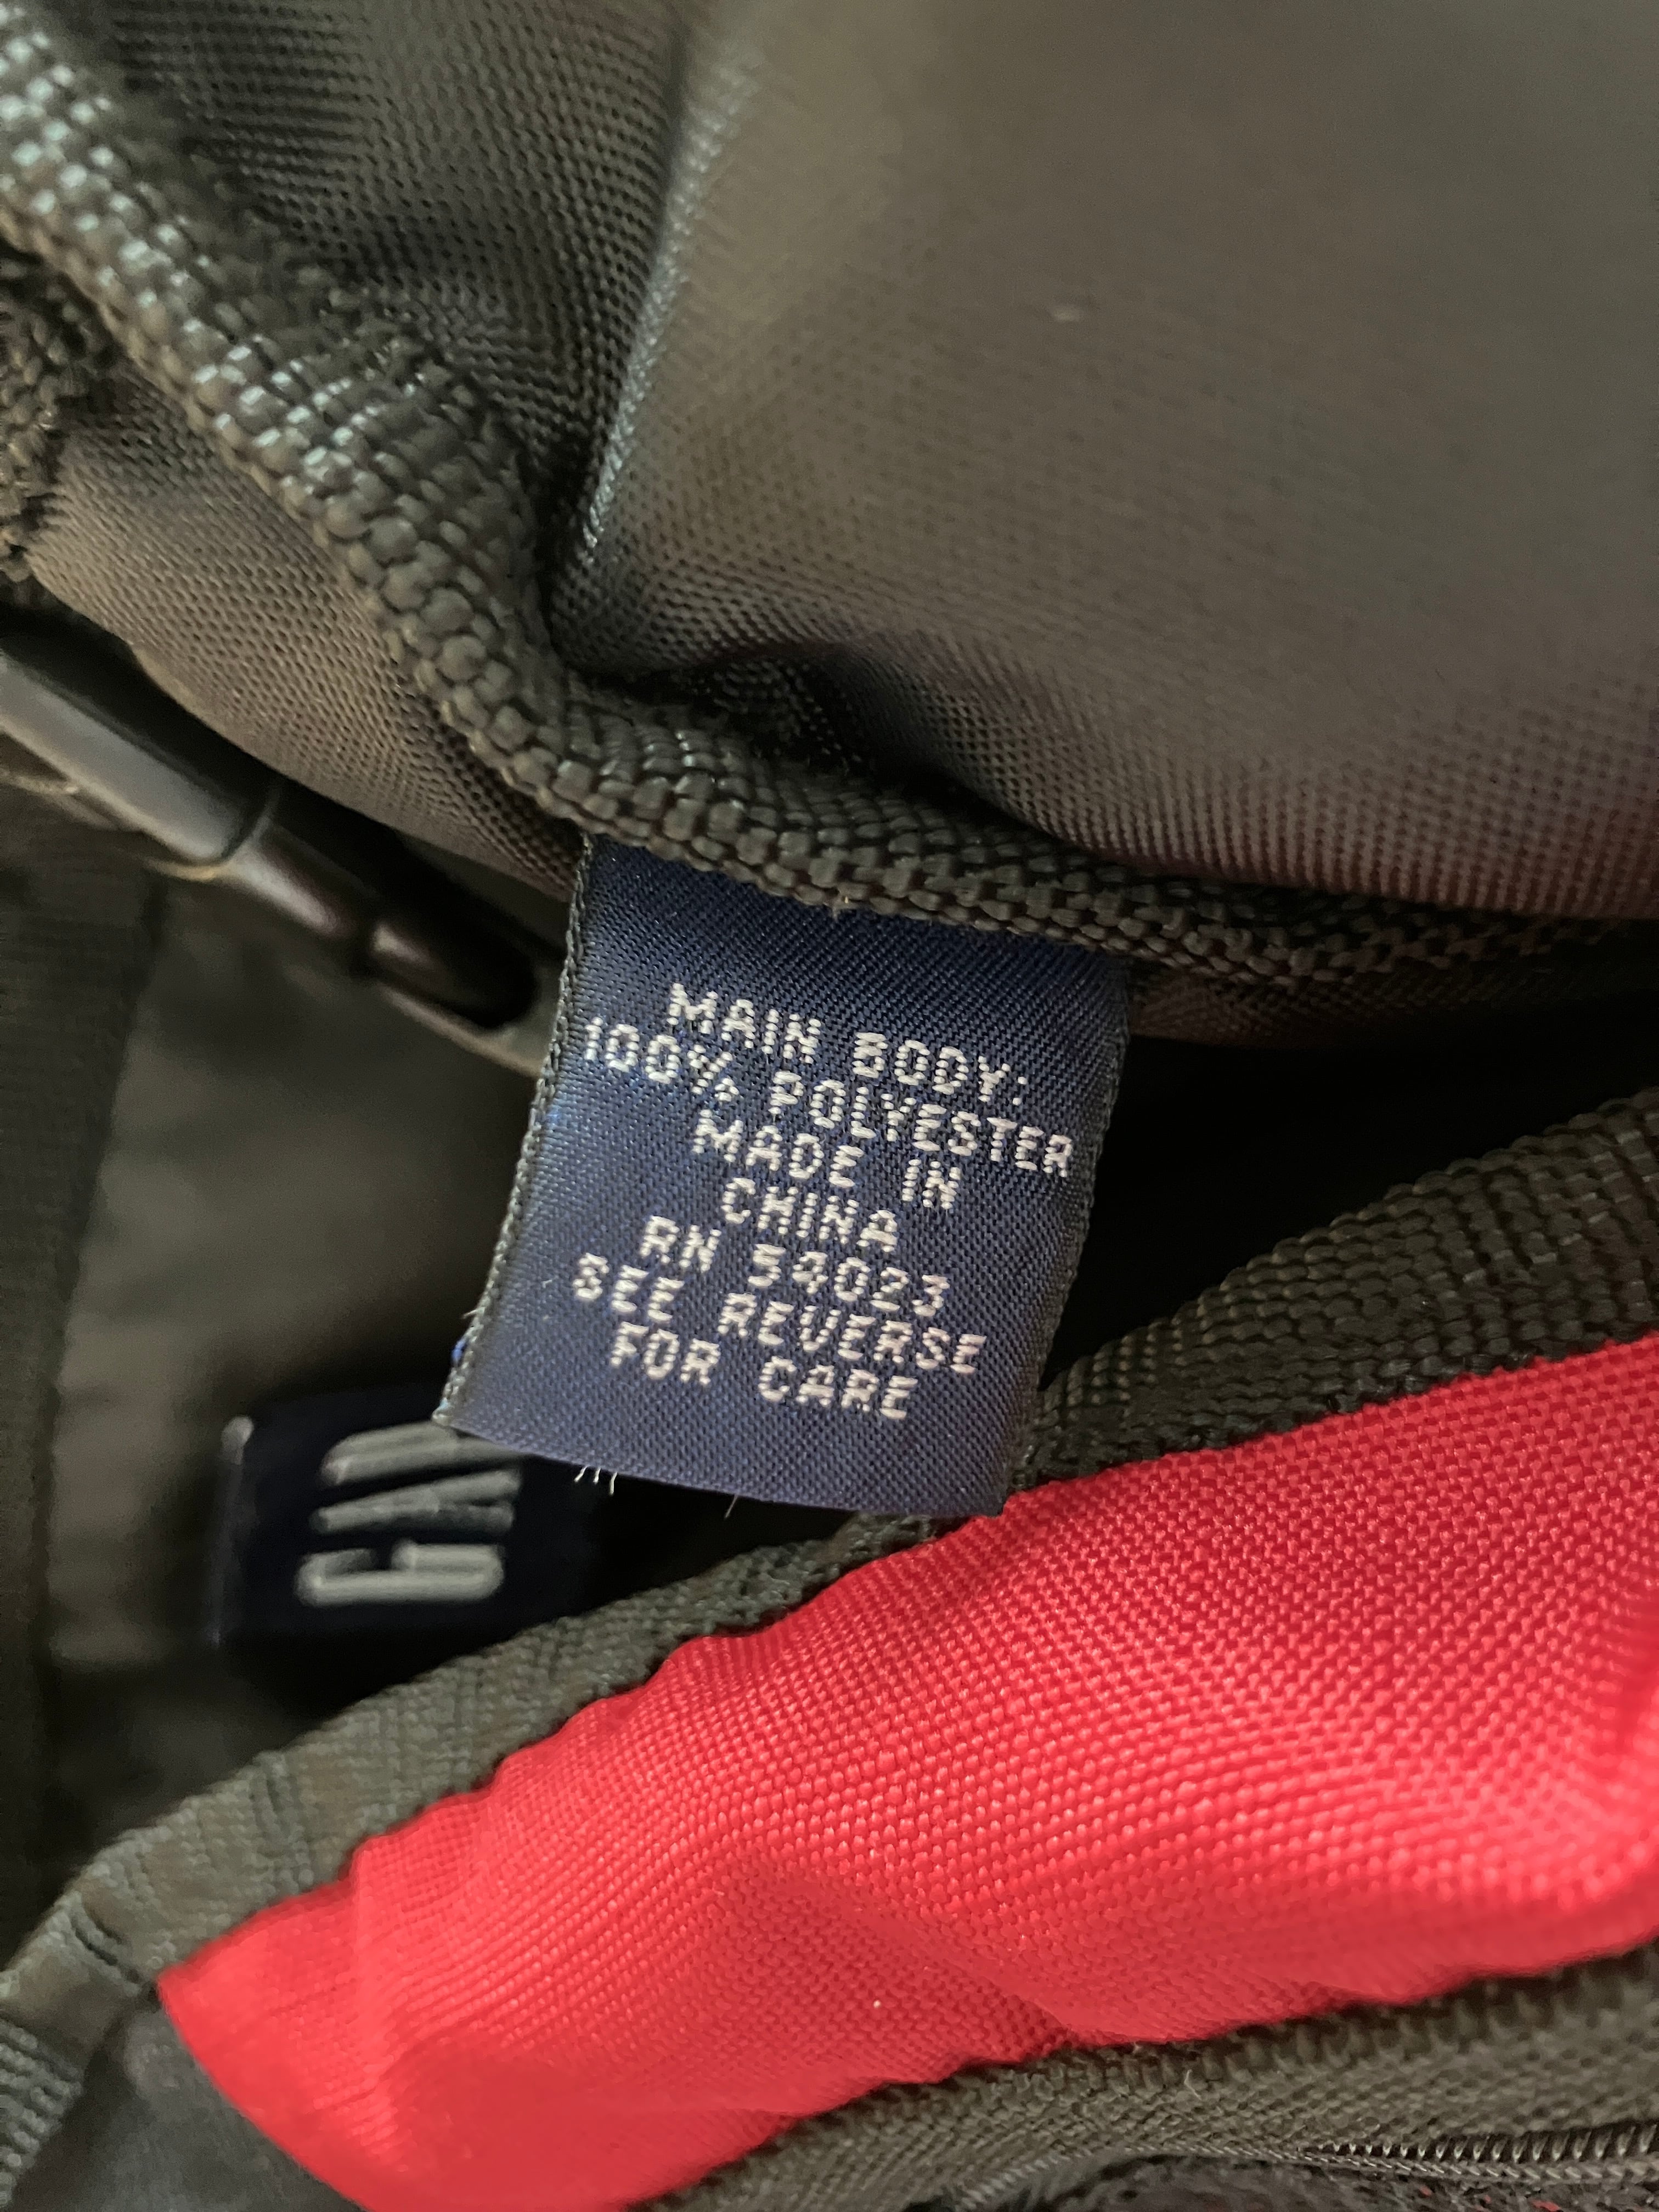 MAIN BODY:
100% POLYESTER
MADE IN
CHINA
RN 54023
SEE REVERSE
FOR CARE
GAP